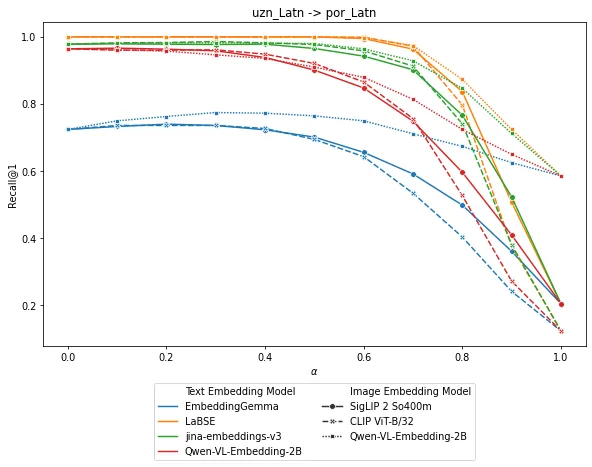 uzn_Latn -> por_Latn
1.0
0.8
0.6
0.4
0.2
Recall@1
0.0 0.2 0.4 0.6 0.8 1.0
α
Text Embedding Model Image Embedding Model
EmbeddingGemma SigLIP 2 So400m
LaBSE CLIP ViT-B/32
jina-embeddings-v3 Qwen-VL-Embedding-2B
Qwen-VL-Embedding-2B